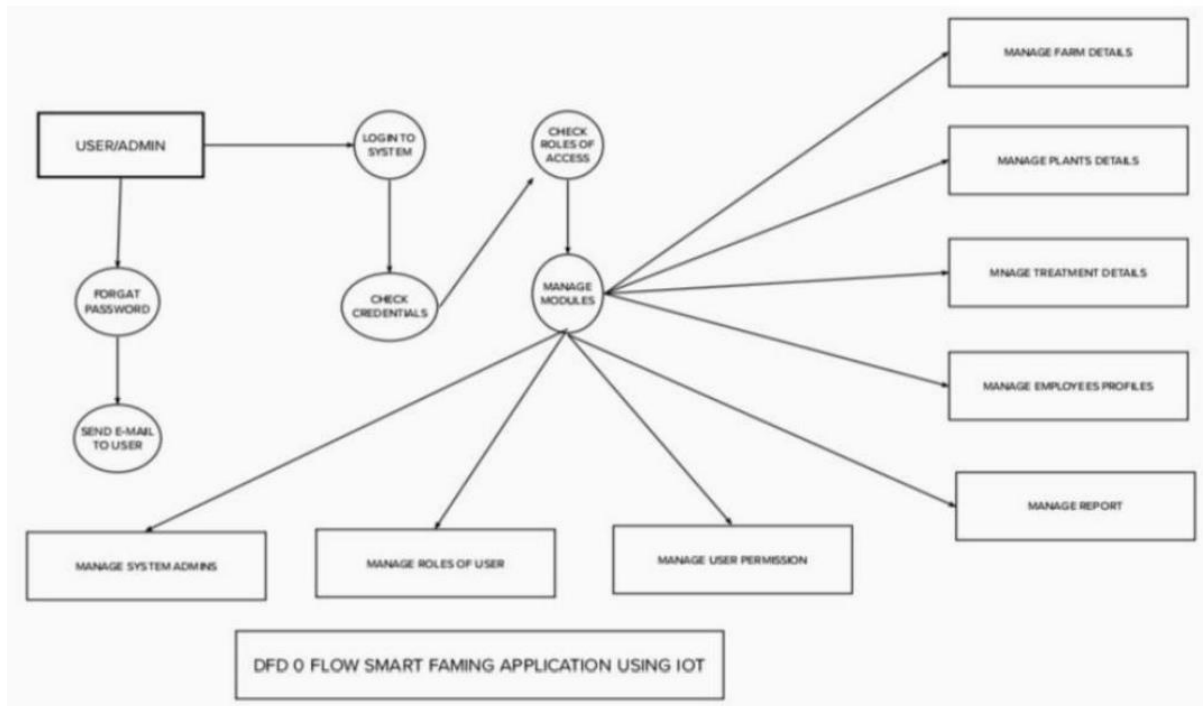 MANAGE FARM DETAILS
USER/ADMIN
LOGIN TO
SYSTEM
CHECK
ROLES OF
ACCESS
MANAGE PLANTS DETAILS
FORGAT
PASSWORD
CHECK
CREDENTIALS
MANAGE
MODULES
MNAGE TREATMENT DETAILS
MANAGE EMPLOYEES PROFILES
SEND E-MAIL
TO USER
MANAGE REPORT
MANAGE SYSTEM ADMINS
MANAGE ROLES OF USER
MANAGE USER PERMISSION
DFD 0 FLOW SMART FAMING APPLICATION USING IOT